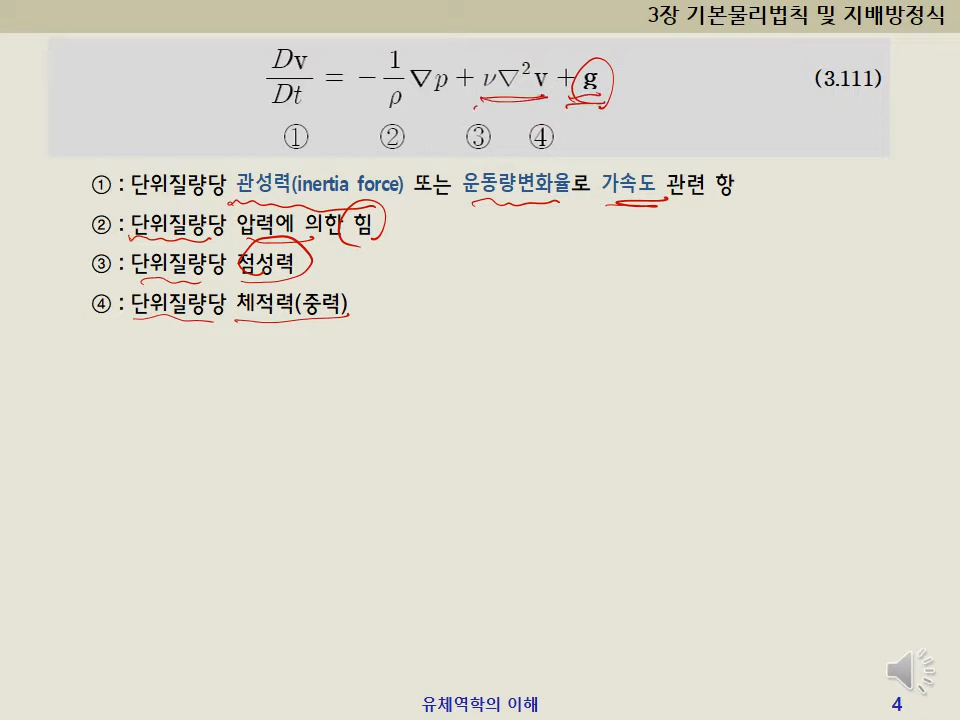 3장 기본물리법칙 및 지배방정식
Dv/Dt = − 1/ρ ∇p + ν∇²v + g (3.111)
① ② ③ ④
① : 단위질량당 관성력(inertia force) 또는 운동량변화율로 가속도 관련 항
② : 단위질량당 압력에 의한 힘
③ : 단위질량당 점성력
④ : 단위질량당 체적력(중력)
유체역학의 이해 4